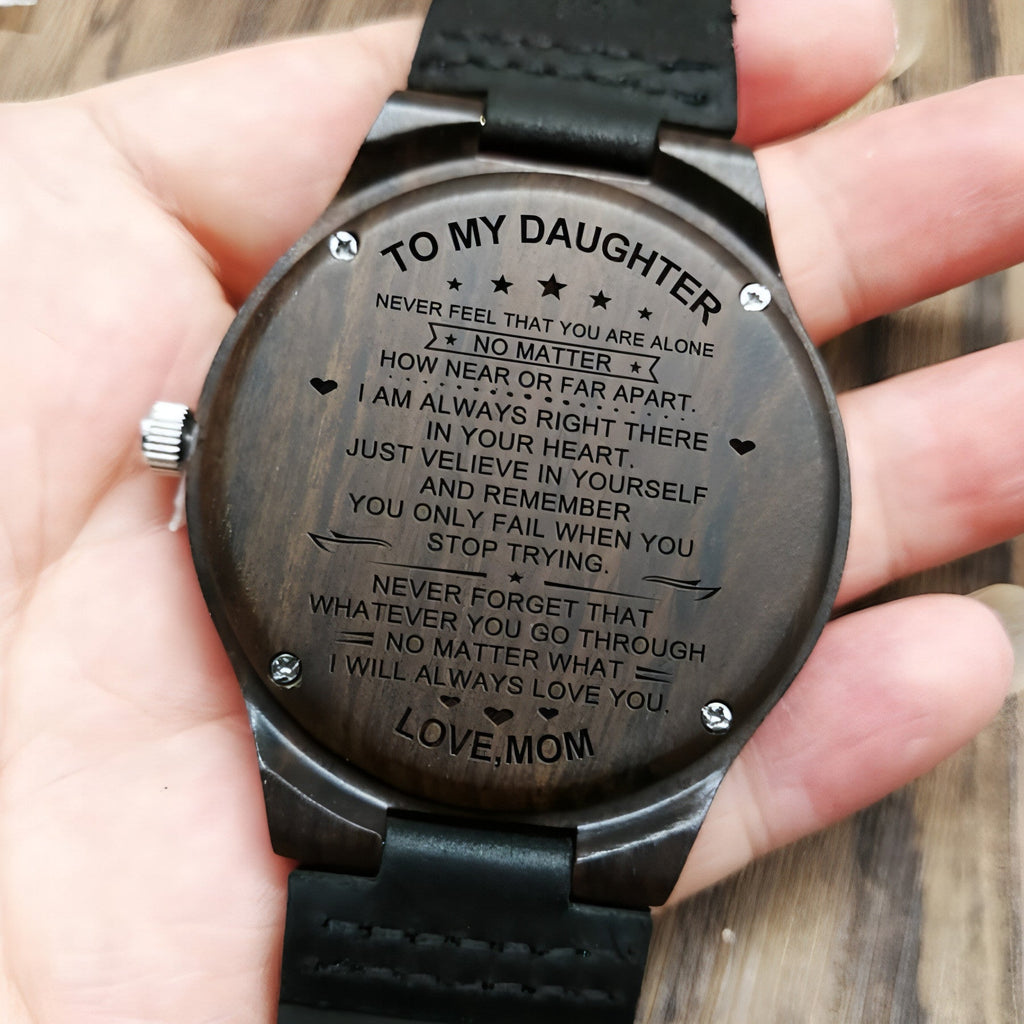 TO MY DAUGHTER
NEVER FEEL THAT YOU ARE ALONE
NO MATTER
HOW NEAR OR FAR APART.
I AM ALWAYS RIGHT THERE
IN YOUR HEART.
JUST VELIEVE IN YOURSELF
AND REMEMBER
YOU ONLY FAIL WHEN YOU
STOP TRYING.
NEVER FORGET THAT
WHATEVER YOU GO THROUGH
NO MATTER WHAT
I WILL ALWAYS LOVE YOU.
LOVE,MOM